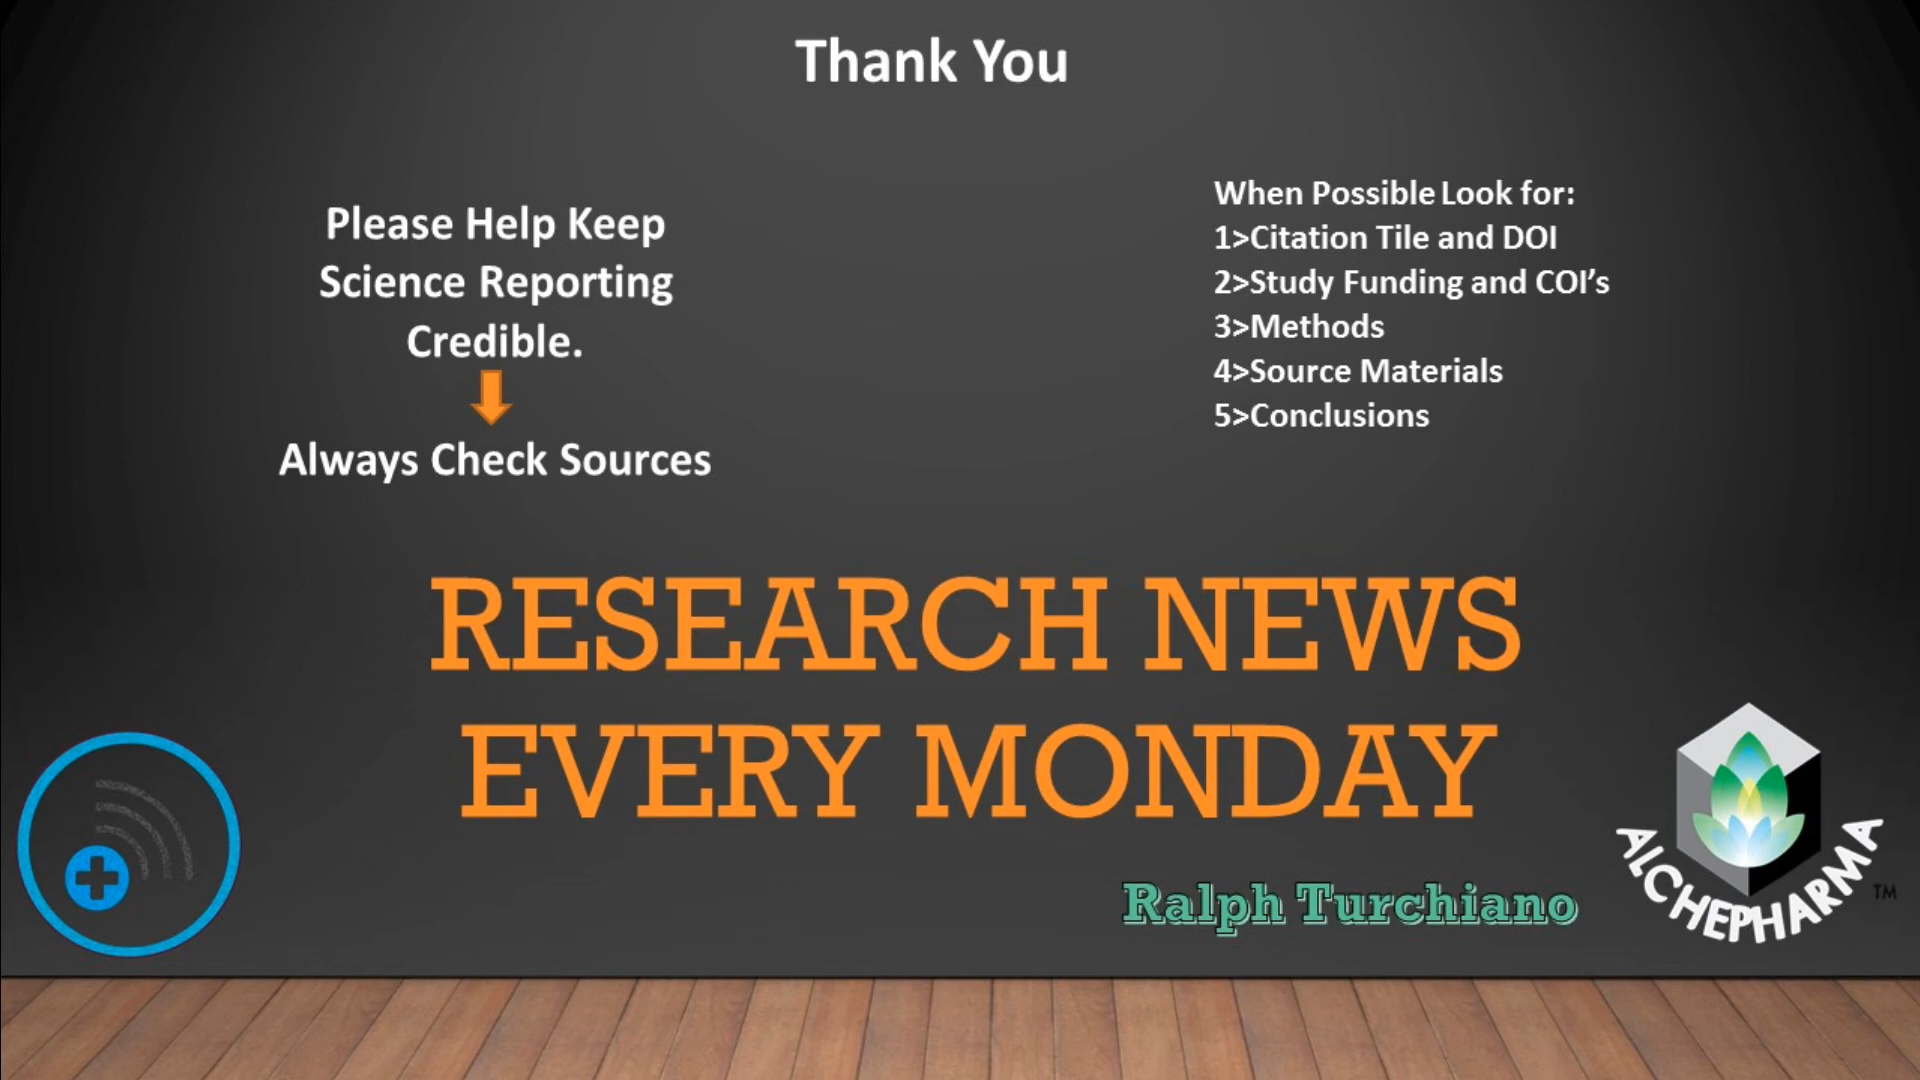 Thank You
Please Help Keep
Science Reporting
Credible.
Always Check Sources
When Possible Look for:
1>Citation Tile and DOI
2>Study Funding and COI’s
3>Methods
4>Source Materials
5>Conclusions
RESEARCH NEWS
EVERY MONDAY
Ralph Turchiano
ALCHEPHARMA TM